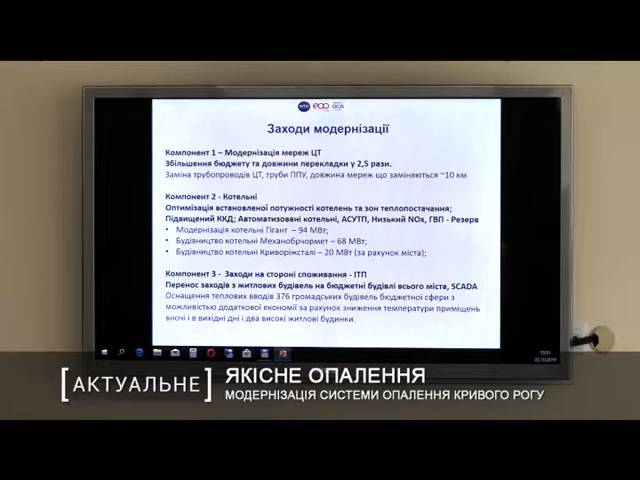 Заходи модернізації
Компонент 1 – Модернізація мереж ЦТ
Збільшення бюджету та довжини перекладки у 2,5 рази.
Заміна трубопроводів ЦТ, труби ППУ, довжина мереж що заміняються ~10 км
Компонент 2 - Котельні
Оптимізація встановленої потужності котелень та зон теплопостачання;
Підвищений ККД; Автоматизовані котельні, АСУТП, Низький NOx, ГВП - Резерв
• Модернізація котельні Гігант – 94 МВт;
• Будівництво котельні Механобрчормет – 68 МВт;
• Будівництво котельні Криворіжсталі – 20 МВт (за рахунок міста);
Компонент 3 - Заходи на стороні споживання - ІТП
Перенос заходів з житлових будівель на бюджетні будівлі всього міста, SCADA
Оснащення теплових вводів 376 громадських будівель бюджетної сфери з
можливістю додаткової економії за рахунок зниження температури приміщень
вночі і в вихідні дні і два високі житлові будинки.
[АКТУАЛЬНЕ]
ЯКІСНЕ ОПАЛЕННЯ
МОДЕРНІЗАЦІЯ СИСТЕМИ ОПАЛЕННЯ КРИВОГО РОГУ